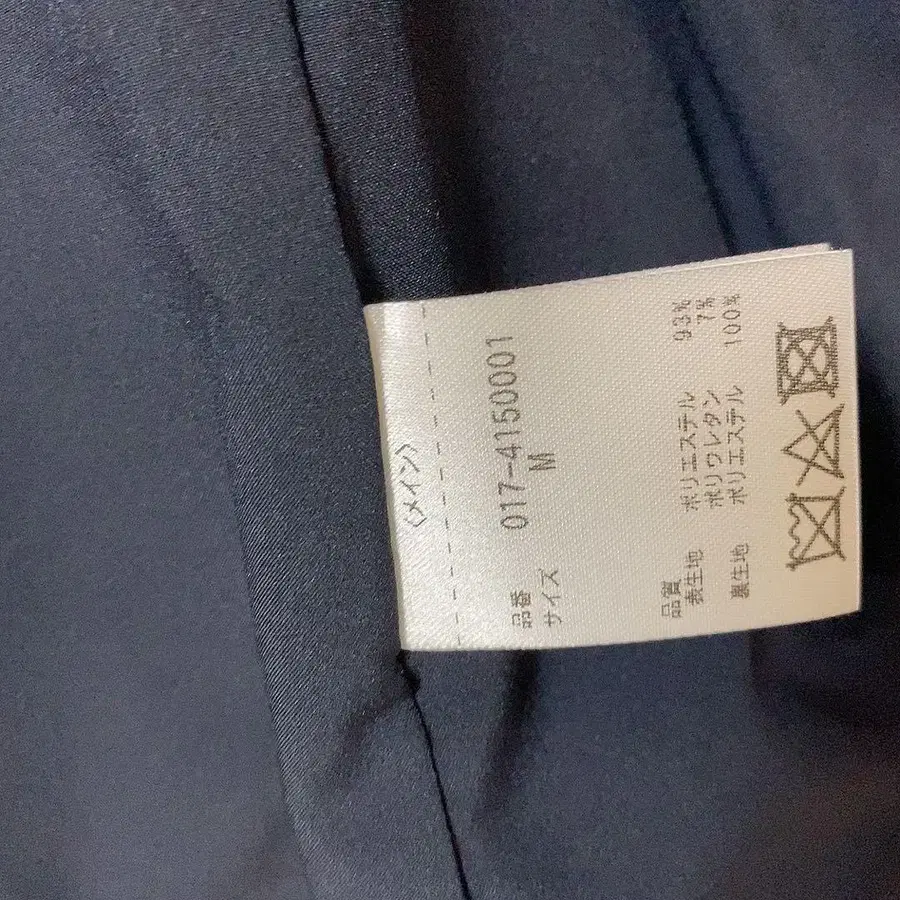 〈メイン〉
品番 017-4150001
サイズ M
品質
表生地 ポリエステル 93%
ポリウレタン 7%
裏生地 ポリエステル 100%